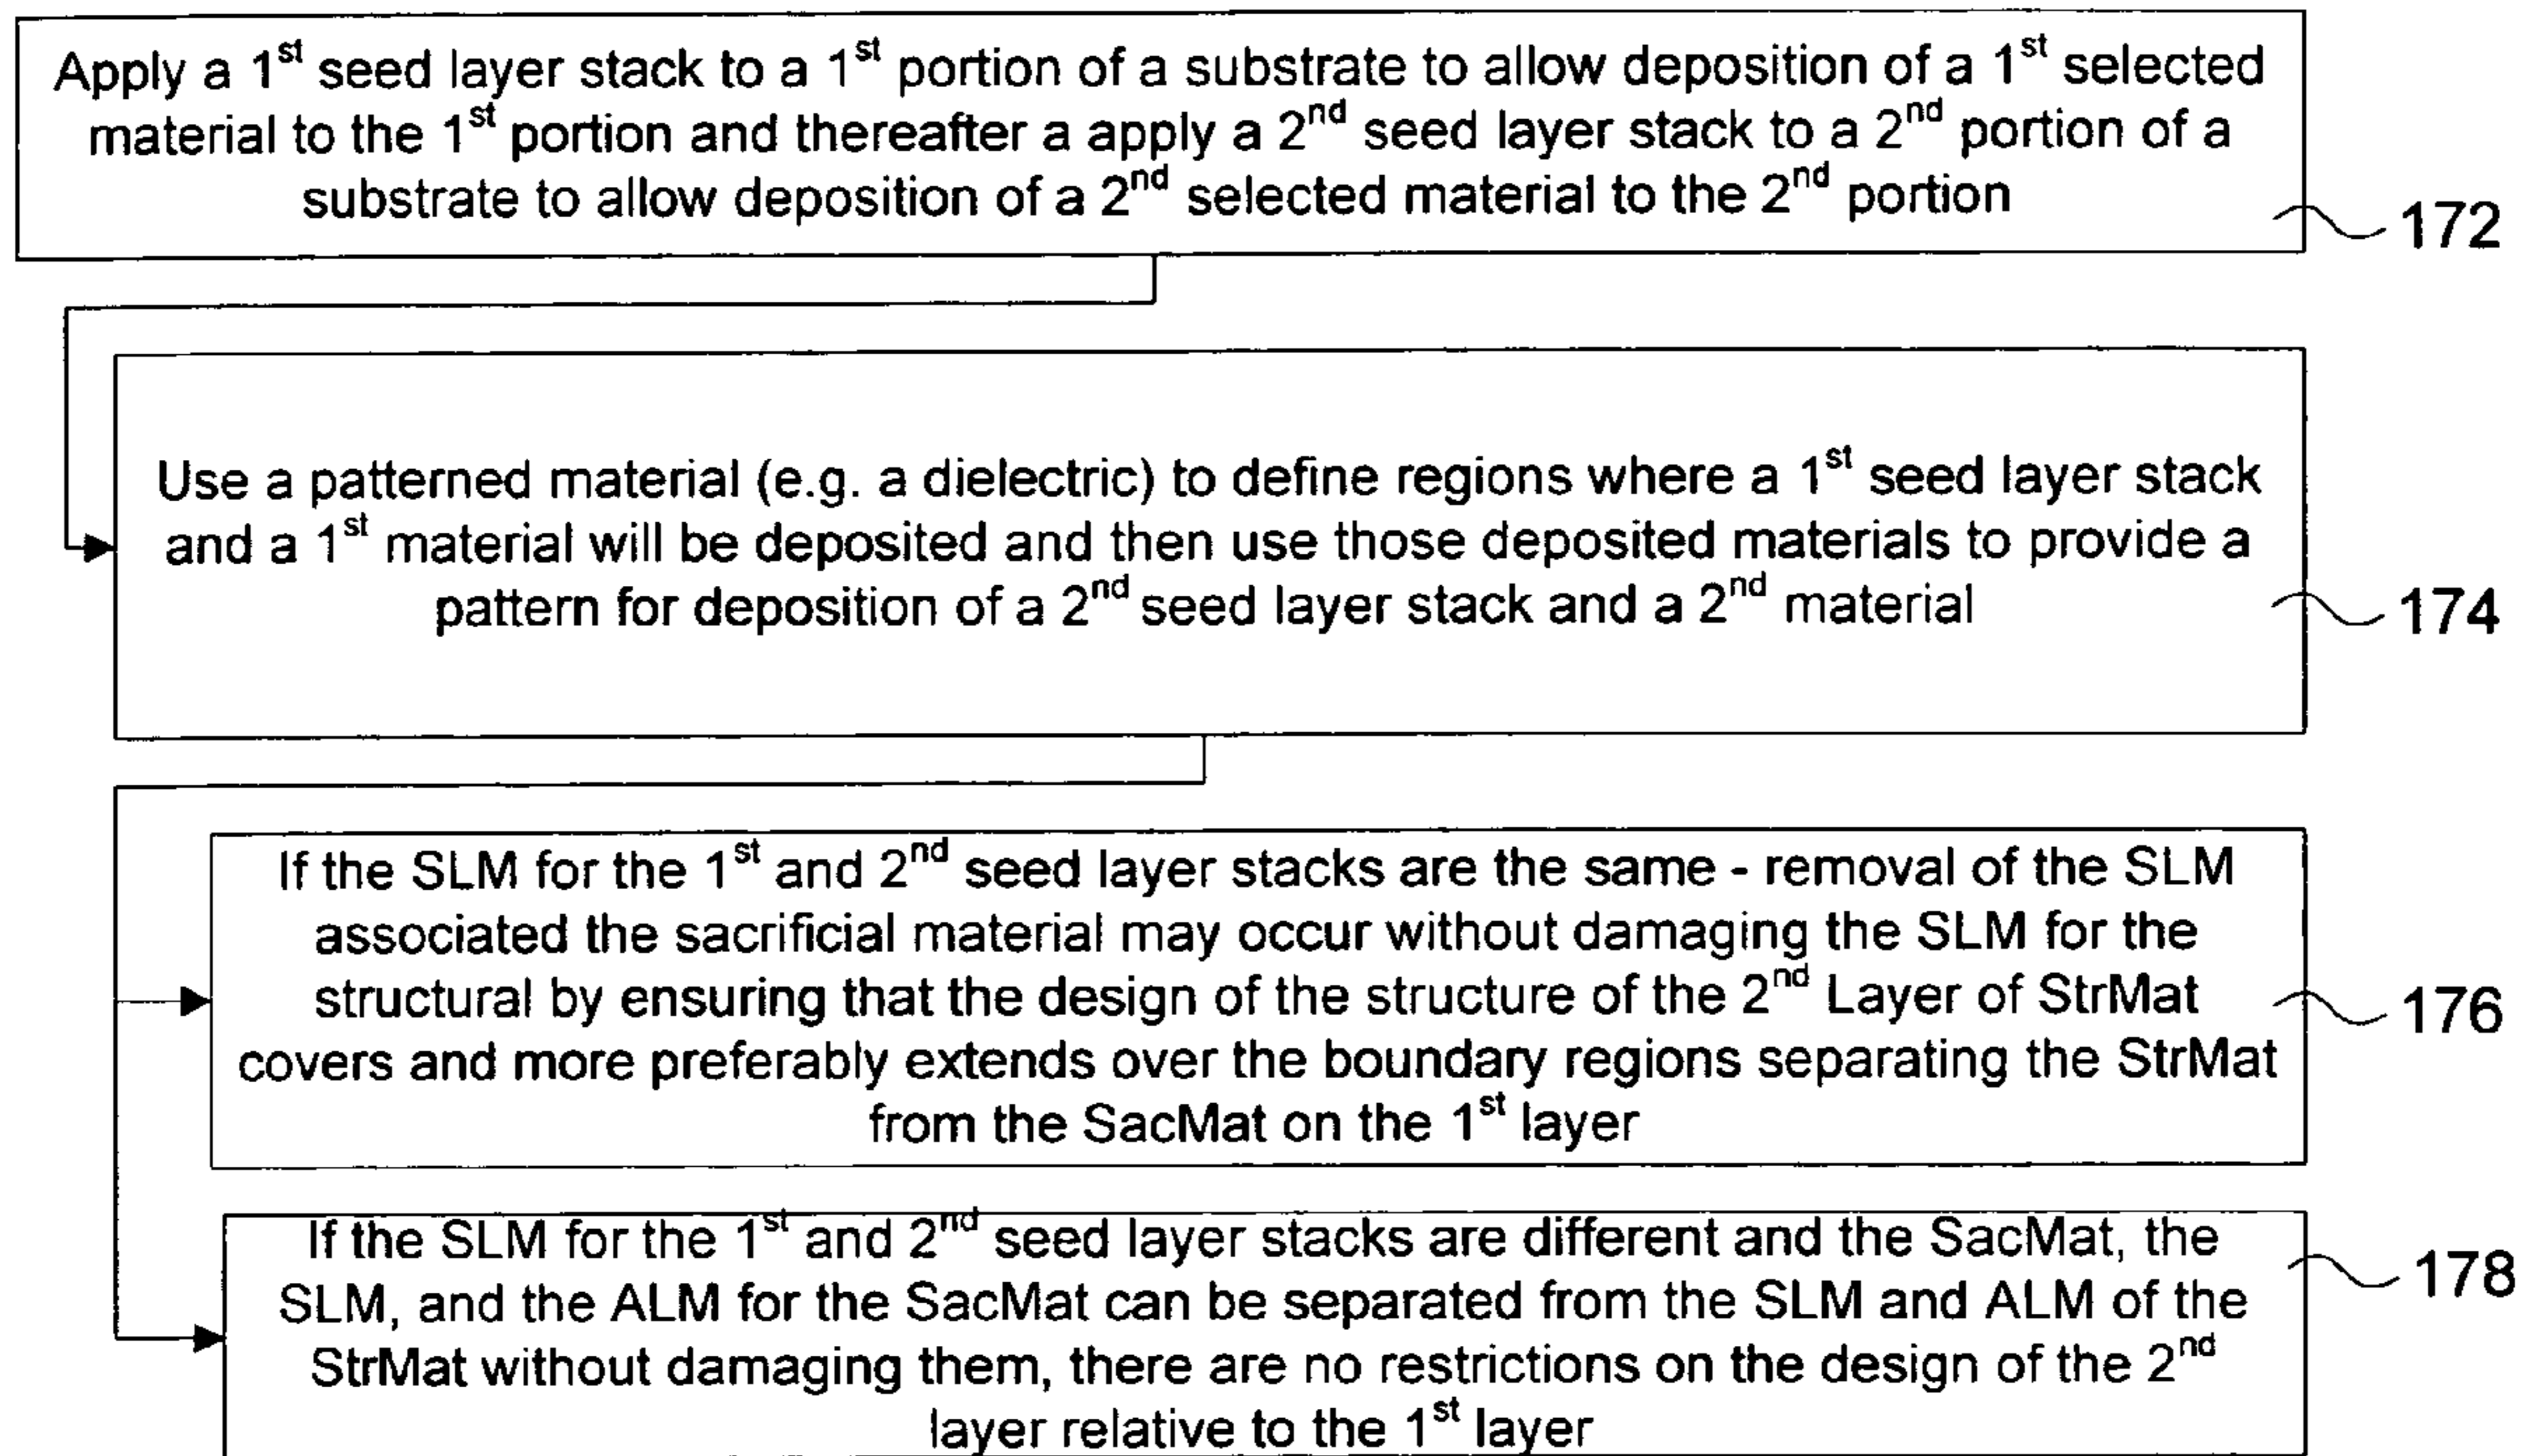 Apply a 1st seed layer stack to a 1st portion of a substrate to allow deposition of a 1st selected
material to the 1st portion and thereafter a apply a 2nd seed layer stack to a 2nd portion of a
substrate to allow deposition of a 2nd selected material to the 2nd portion
172
Use a patterned material (e.g. a dielectric) to define regions where a 1st seed layer stack
and a 1st material will be deposited and then use those deposited materials to provide a
pattern for deposition of a 2nd seed layer stack and a 2nd material
174
If the SLM for the 1st and 2nd seed layer stacks are the same - removal of the SLM
associated the sacrificial material may occur without damaging the SLM for the
structural by ensuring that the design of the structure of the 2nd Layer of StrMat
covers and more preferably extends over the boundary regions separating the StrMat
from the SacMat on the 1st layer
176
If the SLM for the 1st and 2nd seed layer stacks are different and the SacMat, the
SLM, and the ALM for the SacMat can be separated from the SLM and ALM of the
StrMat without damaging them, there are no restrictions on the design of the 2nd
layer relative to the 1st layer
178